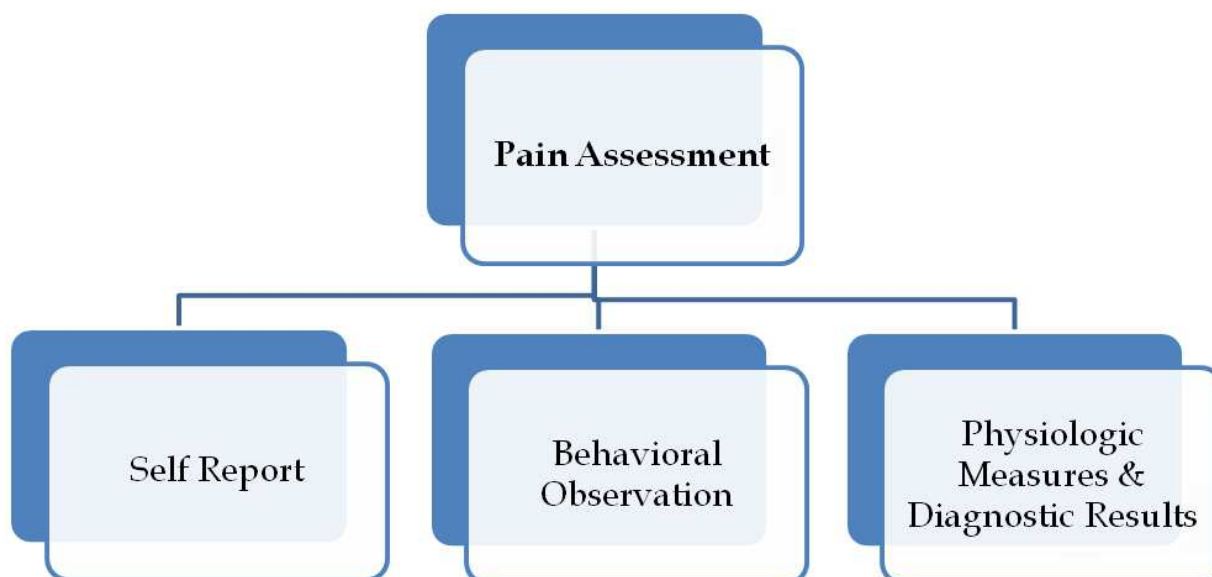 Pain Assessment
Self Report
Behavioral
Observation
Physiologic
Measures &
Diagnostic Results